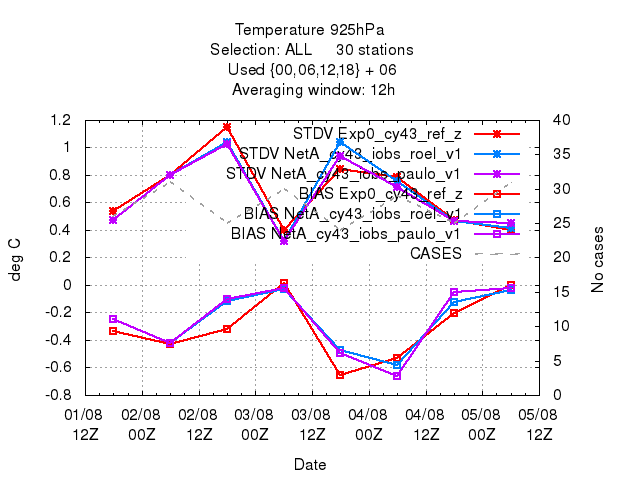 Temperature 925hPa
Selection: ALL     30 stations
Used {00,06,12,18} + 06
Averaging window: 12h
STDV Exp0_cy43_ref_z
STDV NetA_cy43_iobs_roel_v1
STDV NetA_cy43_iobs_paulo_v1
BIAS Exp0_cy43_ref_z
BIAS NetA_cy43_iobs_roel_v1
BIAS NetA_cy43_iobs_paulo_v1
CASES
1.2
1
0.8
0.6
0.4
0.2
0
-0.2
-0.4
-0.6
-0.8
deg C
40
35
30
25
20
15
10
5
0
No cases
01/08 02/08 02/08 03/08 03/08 04/08 04/08 05/08 05/08
12Z 00Z 12Z 00Z 12Z 00Z 12Z 00Z 12Z
Date